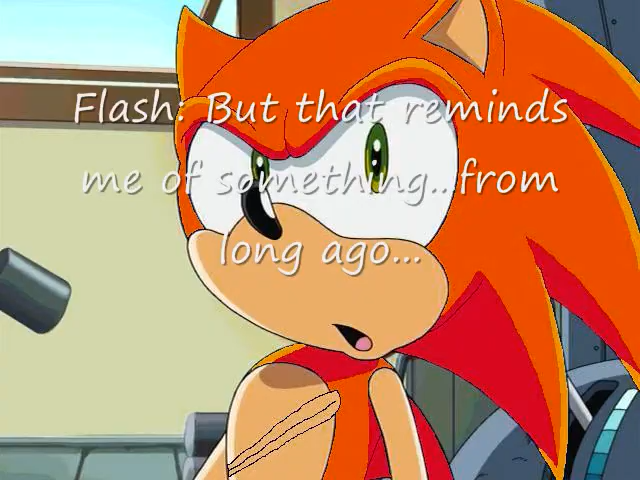 Flash: But that reminds
me of something...from
long ago...